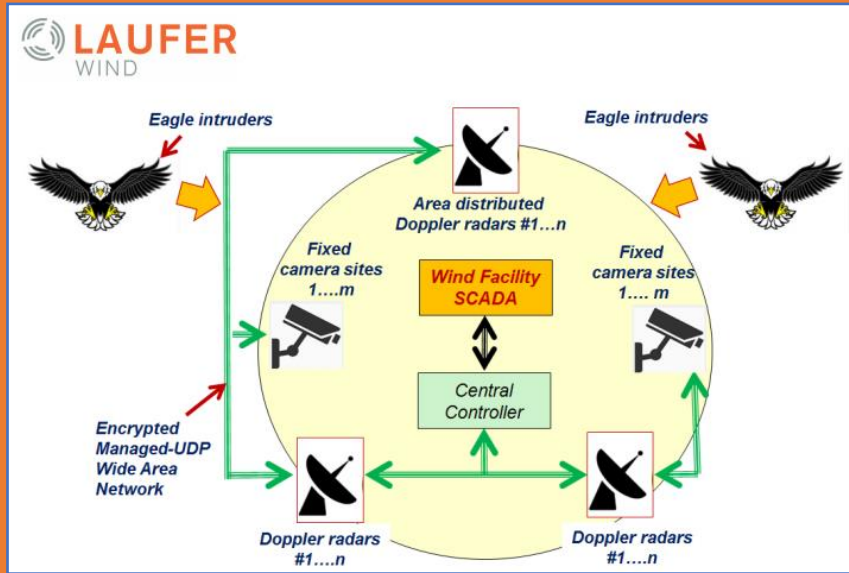 LAUFER
WIND
Eagle intruders
Eagle intruders
Area distributed
Doppler radars #1...n
Fixed
camera sites
1....m
Fixed
camera sites
1.... m
Wind Facility
SCADA
Central
Controller
Encrypted
Managed-UDP
Wide Area
Network
Doppler radars
#1....n
Doppler radars
#1....n